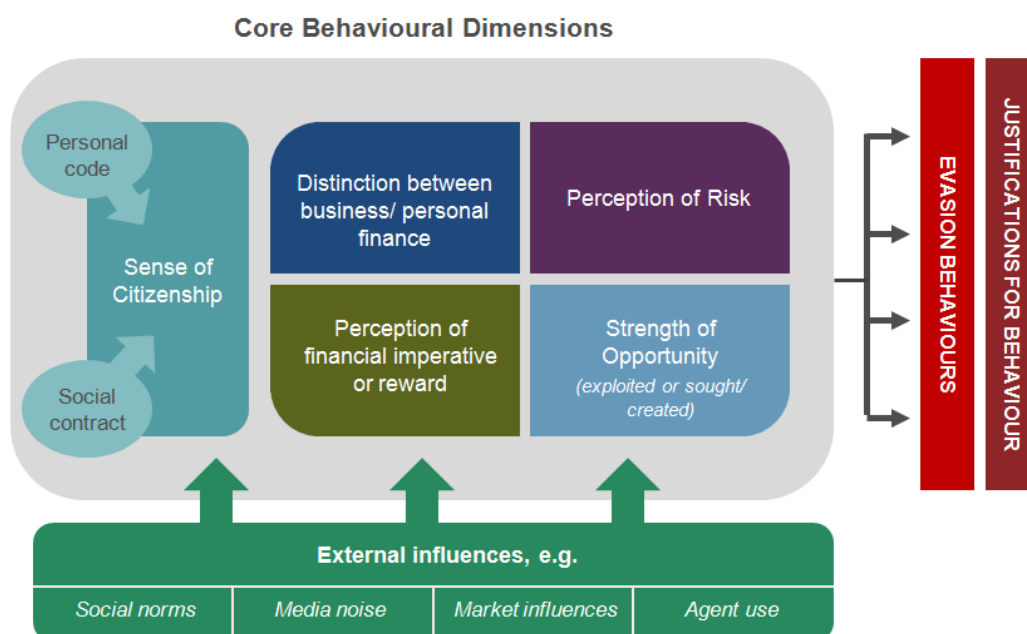 Core Behavioural Dimensions
Personal
code
Sense of
Citizenship
Social
contract
Distinction between
business/ personal
finance
Perception of Risk
Perception of
financial imperative
or reward
Strength of
Opportunity
(exploited or sought/
created)
EVASION BEHAVIOURS
JUSTIFICATIONS FOR BEHAVIOUR
External influences, e.g.
Social norms
Media noise
Market influences
Agent use